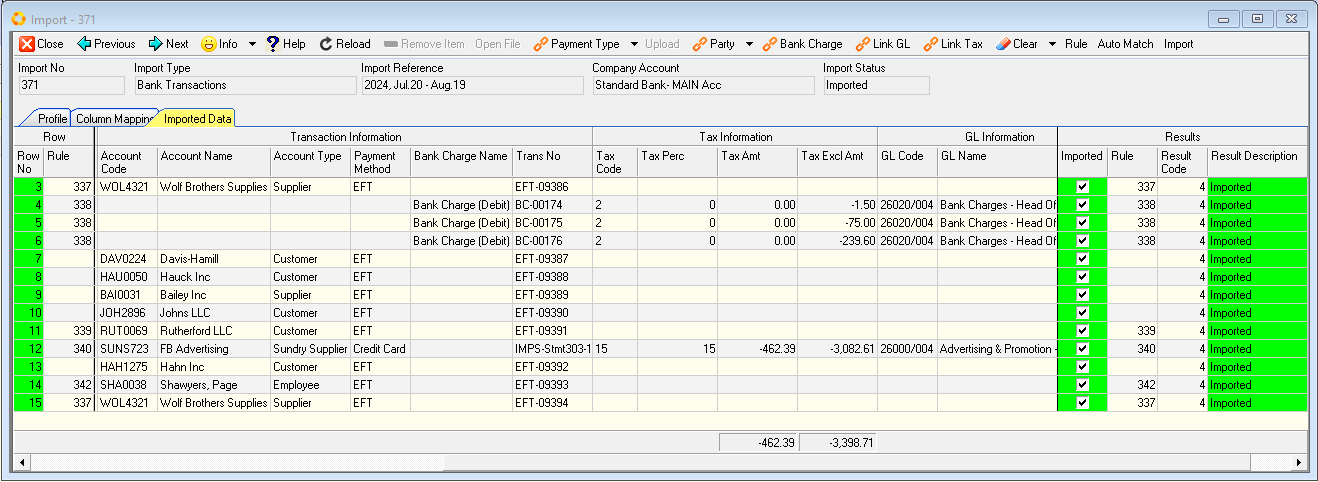 Import - 371
Close Previous Next Info Help Reload Remove Item Open File Payment Type Upload Party Bank Charge Link GL Link Tax Clear Rule Auto Match Import
Import No Import Type Import Reference Company Account Import Status
371 Bank Transactions 2024, Jul.20 - Aug.19 Standard Bank- MAIN Acc Imported
Profile Column Mapping Imported Data
Row Transaction Information Tax Information GL Information Results
Row No Rule Account Code Account Name Account Type Payment Method Bank Charge Name Trans No Tax Code Tax Perc Tax Amt Tax Excl Amt GL Code GL Name Imported Rule Result Code Result Description
3 337 WOL4321 Wolf Brothers Supplies Supplier EFT EFT-09386 337 4 Imported
4 338 Bank Charge (Debit) BC-00174 2 0 0.00 -1.50 26020/004 Bank Charges - Head Of 338 4 Imported
5 338 Bank Charge (Debit) BC-00175 2 0 0.00 -75.00 26020/004 Bank Charges - Head Of 338 4 Imported
6 338 Bank Charge (Debit) BC-00176 2 0 0.00 -239.60 26020/004 Bank Charges - Head Of 338 4 Imported
7 DAV0224 Davis-Hamill Customer EFT EFT-09387 4 Imported
8 HAU0050 Hauck Inc Customer EFT EFT-09388 4 Imported
9 BAI0031 Bailey Inc Supplier EFT EFT-09389 4 Imported
10 JOH2896 Johns LLC Customer EFT EFT-09390 4 Imported
11 339 RUT0069 Rutherford LLC Customer EFT EFT-09391 339 4 Imported
12 340 SUNS723 FB Advertising Sundry Supplier Credit Card IMPS-Stmt303-1 15 15 -462.39 -3,082.61 26000/004 Advertising & Promotion - 340 4 Imported
13 HAH1275 Hahn Inc Customer EFT-09392 4 Imported
14 342 SHA0038 Shawyers, Page Employee EFT EFT-09393 342 4 Imported
15 337 WOL4321 Wolf Brothers Supplies Supplier EFT EFT-09394 337 4 Imported
-462.39 -3,398.71